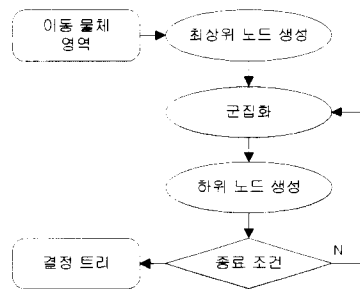 이동 물체
영역
최상위 노드 생성
군집화
하위 노드 생성
종료 조건
N
결정 트리